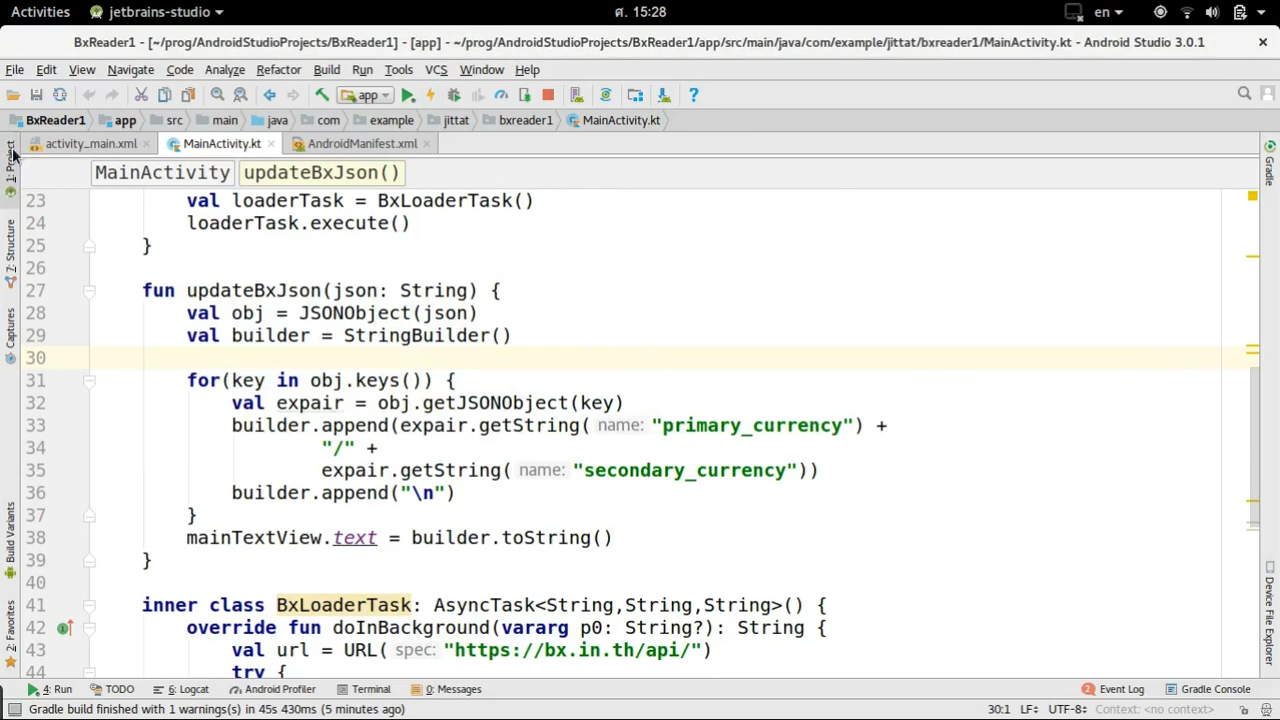 Activities jetbrains-studio ศ. 15:28 en
BxReader1 - [~/prog/AndroidStudioProjects/BxReader1] - [app] - ~/prog/AndroidStudioProjects/BxReader1/app/src/main/java/com/example/jittat/bxreader1/MainActivity.kt - Android Studio 3.0.1
File Edit View Navigate Code Analyze Refactor Build Run Tools VCS Window Help
app
BxReader1 app src main java com example jittat bxreader1 MainActivity.kt
activity_main.xml MainActivity.kt AndroidManifest.xml
MainActivity updateBxJson()
1: Project
7: Structure
Captures
Build Variants
2: Favorites
23 val loaderTask = BxLoaderTask()
24 loaderTask.execute()
25 }
26
27 fun updateBxJson(json: String) {
28 val obj = JSONObject(json)
29 val builder = StringBuilder()
30
31 for(key in obj.keys()) {
32 val expair = obj.getJSONObject(key)
33 builder.append(expair.getString( name: "primary_currency") +
34 "/" +
35 expair.getString( name: "secondary_currency"))
36 builder.append("\n")
37 }
38 mainTextView.text = builder.toString()
39 }
40
41 inner class BxLoaderTask: AsyncTask<String,String,String>() {
42 override fun doInBackground(vararg p0: String?): String {
43 val url = URL( spec: "https://bx.in.th/api/")
44 try {
Gradle
Device File Explorer
4: Run TODO 6: Logcat Android Profiler Terminal 0: Messages 2 Event Log Gradle Console
Gradle build finished with 1 warnings(s) in 45s 430ms (5 minutes ago) 30:1 LF÷ UTF-8÷ Context: <no context>